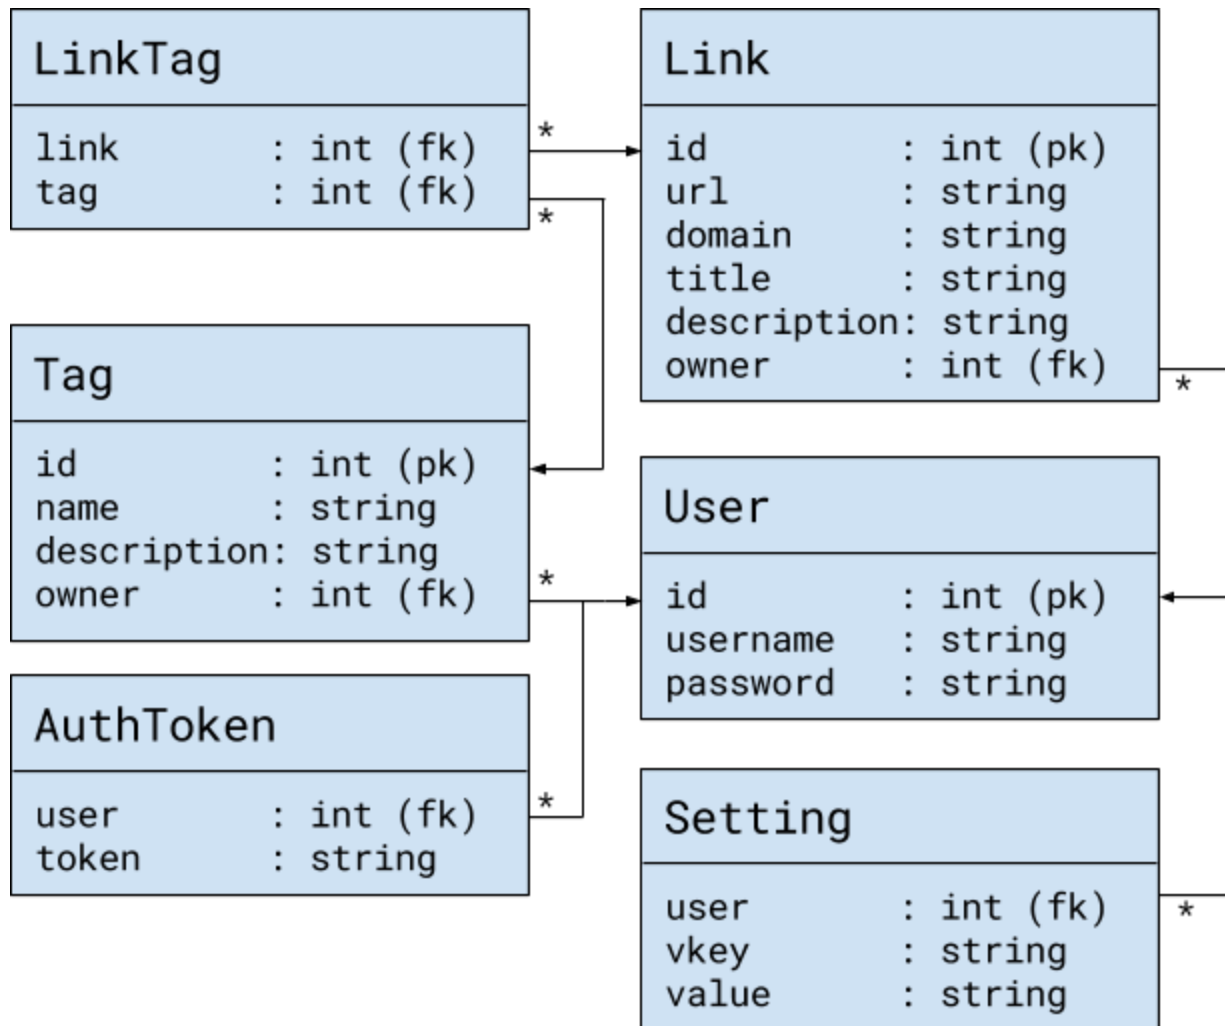 LinkTag
link : int (fk)
tag : int (fk)
*
*
Link
id : int (pk)
url : string
domain : string
title : string
description: string
owner : int (fk)
*
Tag
id : int (pk)
name : string
description: string
owner : int (fk)
*
User
id : int (pk)
username : string
password : string
AuthToken
user : int (fk)
token : string
*
Setting
user : int (fk)
vkey : string
value : string
*